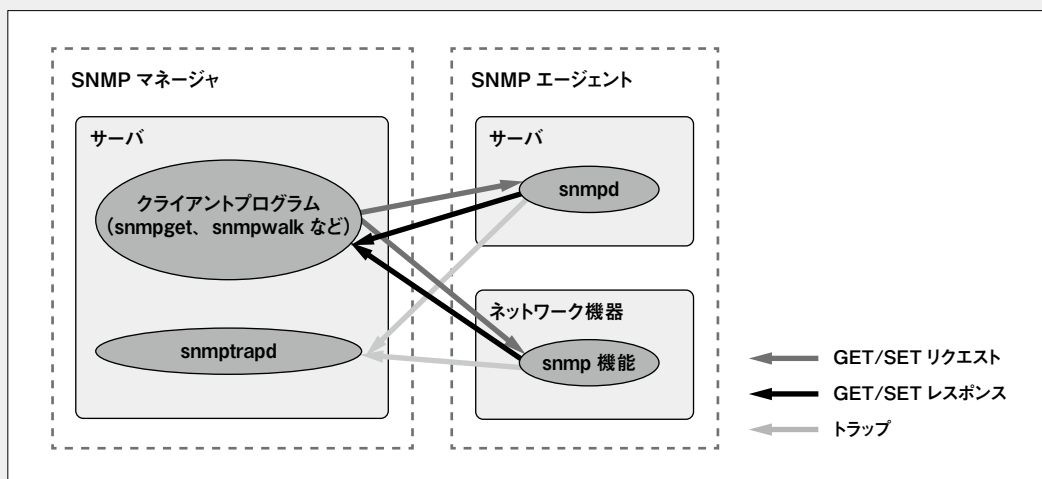 SNMP マネージャ
サーバ
クライアントプログラム
(snmpget、snmpwalk など)
snmptrapd
SNMP エージェント
サーバ
snmpd
ネットワーク機器
snmp 機能
GET/SET リクエスト
GET/SET レスポンス
トラップ